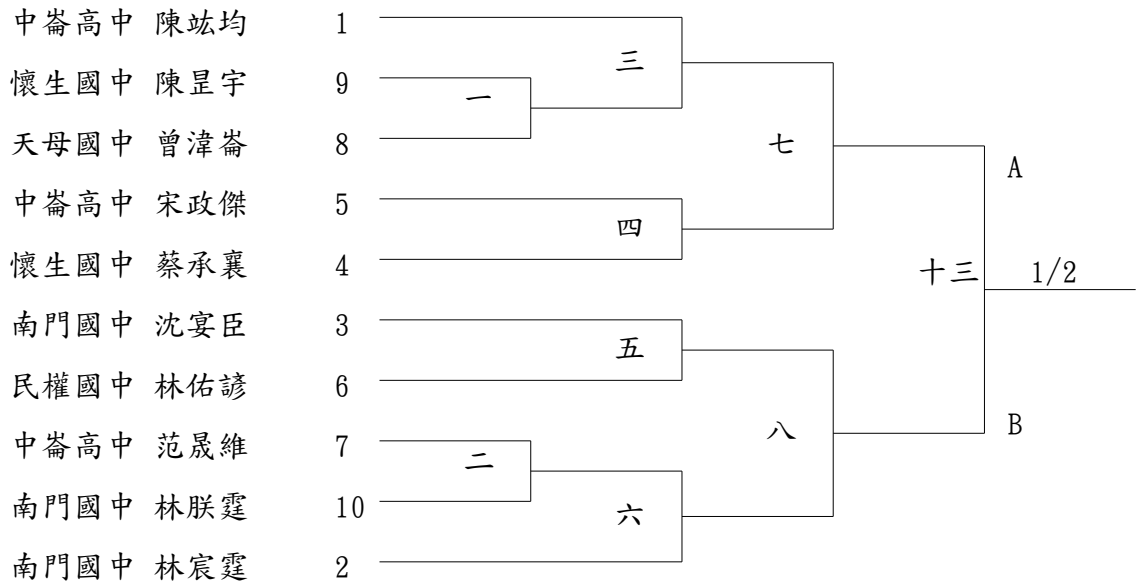 中崙高中 陳竑均 1
三
懷生國中 陳昰宇 9
一
天母國中 曾湋崙 8
七
A
中崙高中 宋政傑 5
四
懷生國中 蔡承襄 4
十三 1/2
南門國中 沈宴臣 3
五
民權國中 林佑諺 6
八 B
中崙高中 范晟維 7
二
南門國中 林朕霆 10
六
南門國中 林宸霆 2